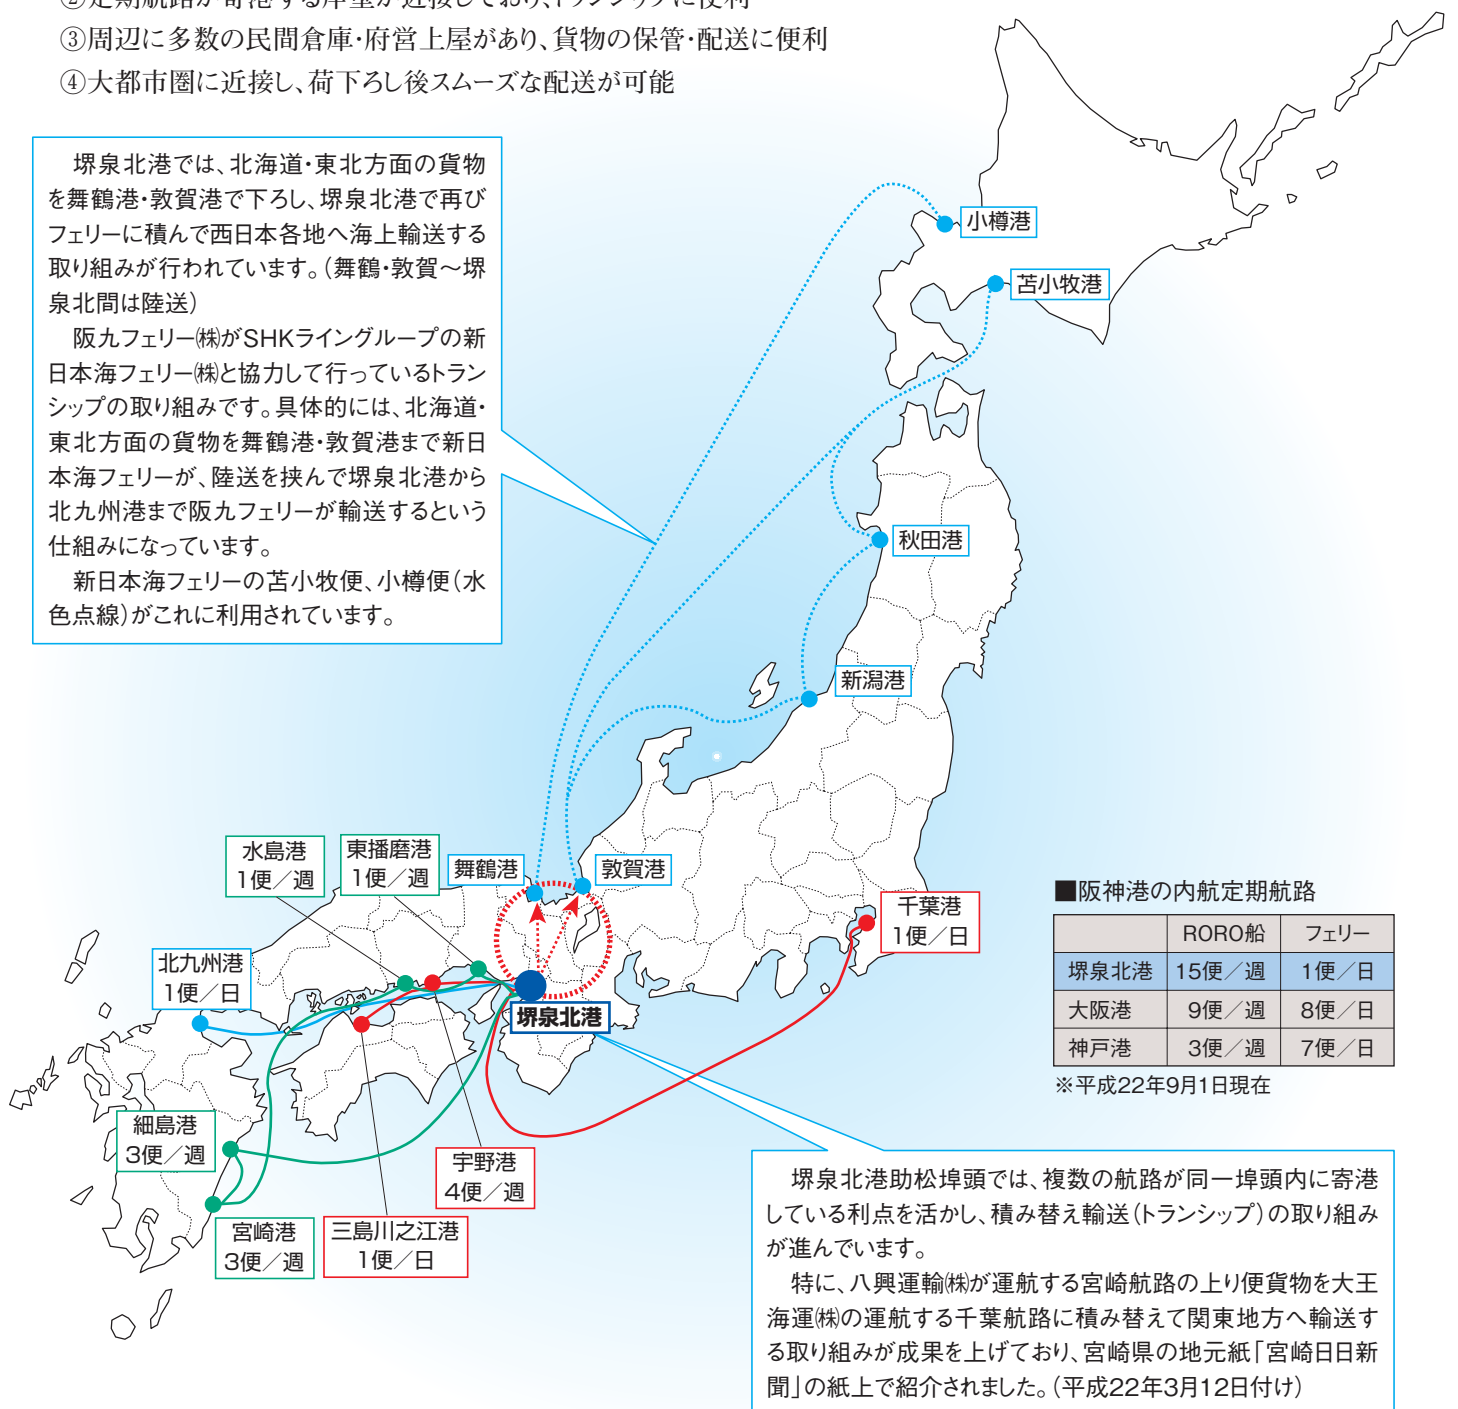 ②定期航路が寄港する岸壁が近接しており、トランシップに便利
③周辺に多数の民間倉庫・府営上屋があり、貨物の保管・配送に便利
④大都市圏に近接し、荷下ろし後スムーズな配送が可能
堺泉北港では、北海道・東北方面の貨物
を舞鶴港・敦賀港で下ろし、堺泉北港で再び
フェリーに積んで西日本各地へ海上輸送する
取り組みが行われています。(舞鶴・敦賀～堺
泉北間は陸送)
阪九フェリー㈱がSHKライングループの新
日本海フェリー㈱と協力して行っているトラン
シップの取り組みです。具体的には、北海道・
東北方面の貨物を舞鶴港・敦賀港まで新日
本海フェリーが、陸送を挟んで堺泉北港から
北九州港まで阪九フェリーが輸送するという
仕組みになっています。
新日本海フェリーの苫小牧便、小樽便(水
色点線)がこれに利用されています。
小樽港
苫小牧港
秋田港
新潟港
水島港
1便／週
東播磨港
1便／週
舞鶴港
敦賀港
千葉港
1便／日
北九州港
1便／日
堺泉北港
細島港
3便／週
宮崎港
3便／週
三島川之江港
1便／日
宇野港
4便／週
■阪神港の内航定期航路
RORO船 フェリー
堺泉北港 15便／週 1便／日
大阪港 9便／週 8便／日
神戸港 3便／週 7便／日
※平成22年9月1日現在
堺泉北港助松埠頭では、複数の航路が同一埠頭内に寄港
している利点を活かし、積み替え輸送(トランシップ)の取り組み
が進んでいます。
特に、八興運輸㈱が運航する宮崎航路の上り便貨物を大王
海運㈱の運航する千葉航路に積み替えて関東地方へ輸送す
る取り組みが成果を上げており、宮崎県の地元紙「宮崎日日新
聞」の紙上で紹介されました。(平成22年3月12日付け)